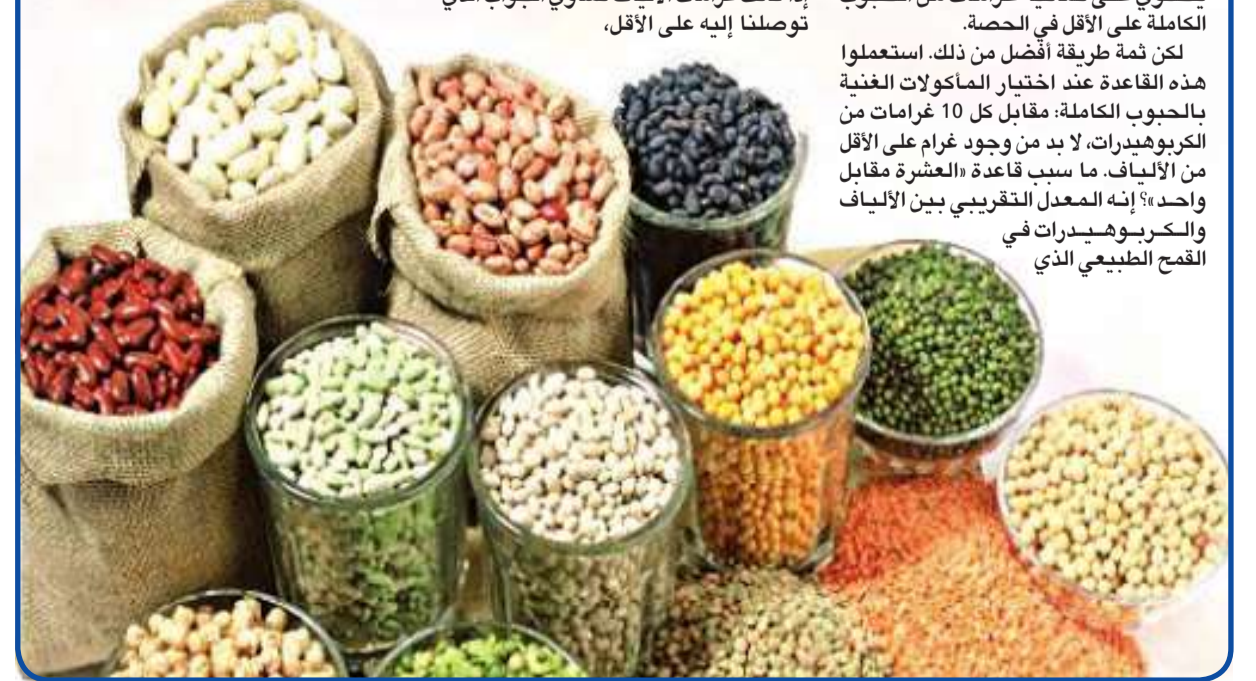 الكاملة على الأقل في الحصة.
لكن ثمة طريقة أفضل من ذلك. استعملوا
هذه القاعدة عند اختيار المأكولات الغنية
بالحبوب الكاملة: مقابل كل 10 غرامات من
الكربوهيدرات، لا بد من وجود غرام على الأقل
من الألياف. ما سبب قاعدة «العشرة مقابل
واحد»؟ إنه المعدل التقريبي بين الألياف
والكربوهيدرات في
القمح الطبيعي الذي
توصلنا إليه على الأقل،